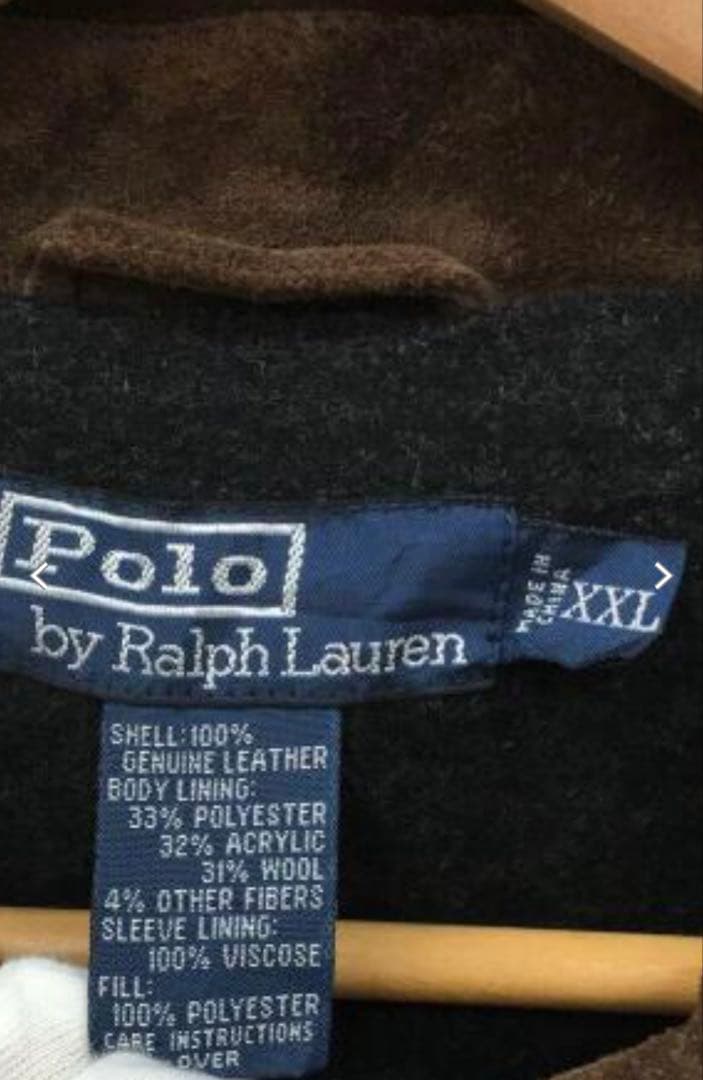 Polo
by Ralph Lauren
MADE IN
CHINA
XXL
SHELL:100%
GENUINE LEATHER
BODY LINING:
33% POLYESTER
32% ACRYLIC
31% WOOL
4% OTHER FIBERS
SLEEVE LINING:
100% VISCOSE
FILL:
100% POLYESTER
CARE INSTRUCTIONS
OVER